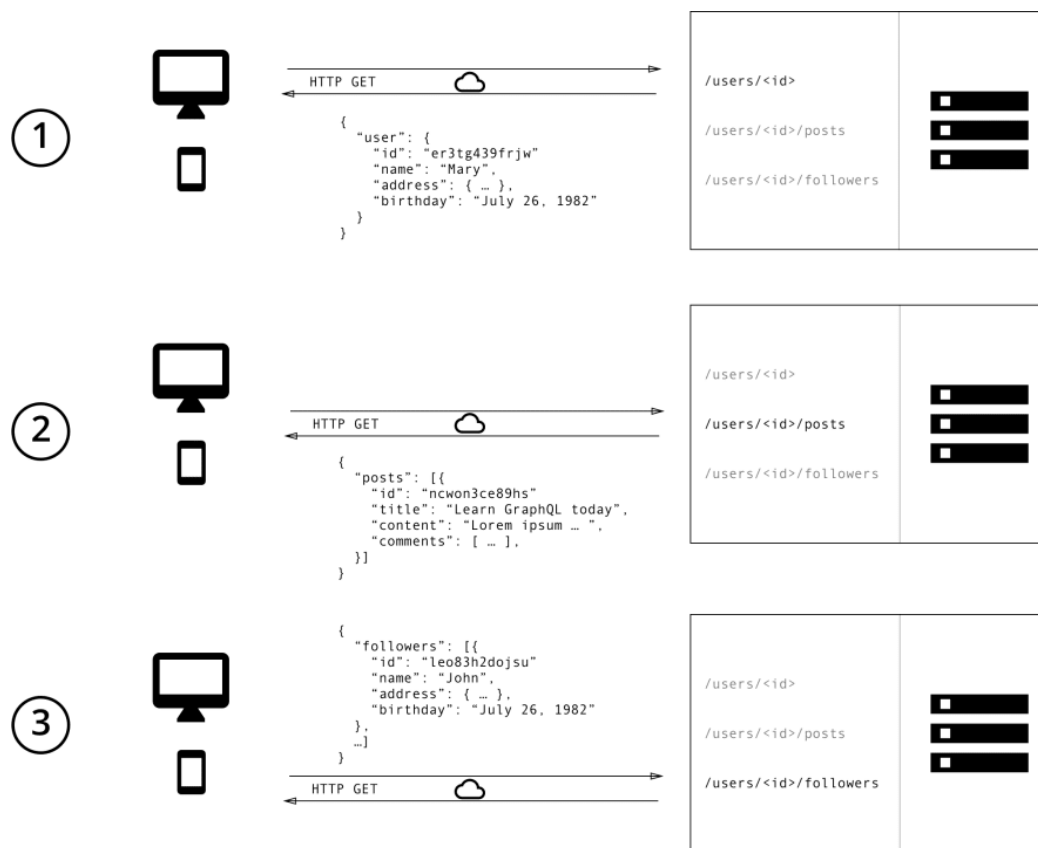 1
HTTP GET
{
"user": {
"id": “er3tg439frjw"
"name": “Mary",
"address": { … },
"birthday": “July 26, 1982"
}
}
/users/<id>
/users/<id>/posts
/users/<id>/followers
2
HTTP GET
{
"posts": [{
"id": "ncwon3ce89hs"
"title": “Learn GraphQL today",
"content": “Lorem ipsum … ",
"comments": [ … ],
}]
}
/users/<id>
/users/<id>/posts
/users/<id>/followers
3
{
"followers": [{
"id": “leo83h2dojsu"
"name": “John",
"address": { … },
"birthday": “July 26, 1982"
},
…]
}
HTTP GET
/users/<id>
/users/<id>/posts
/users/<id>/followers